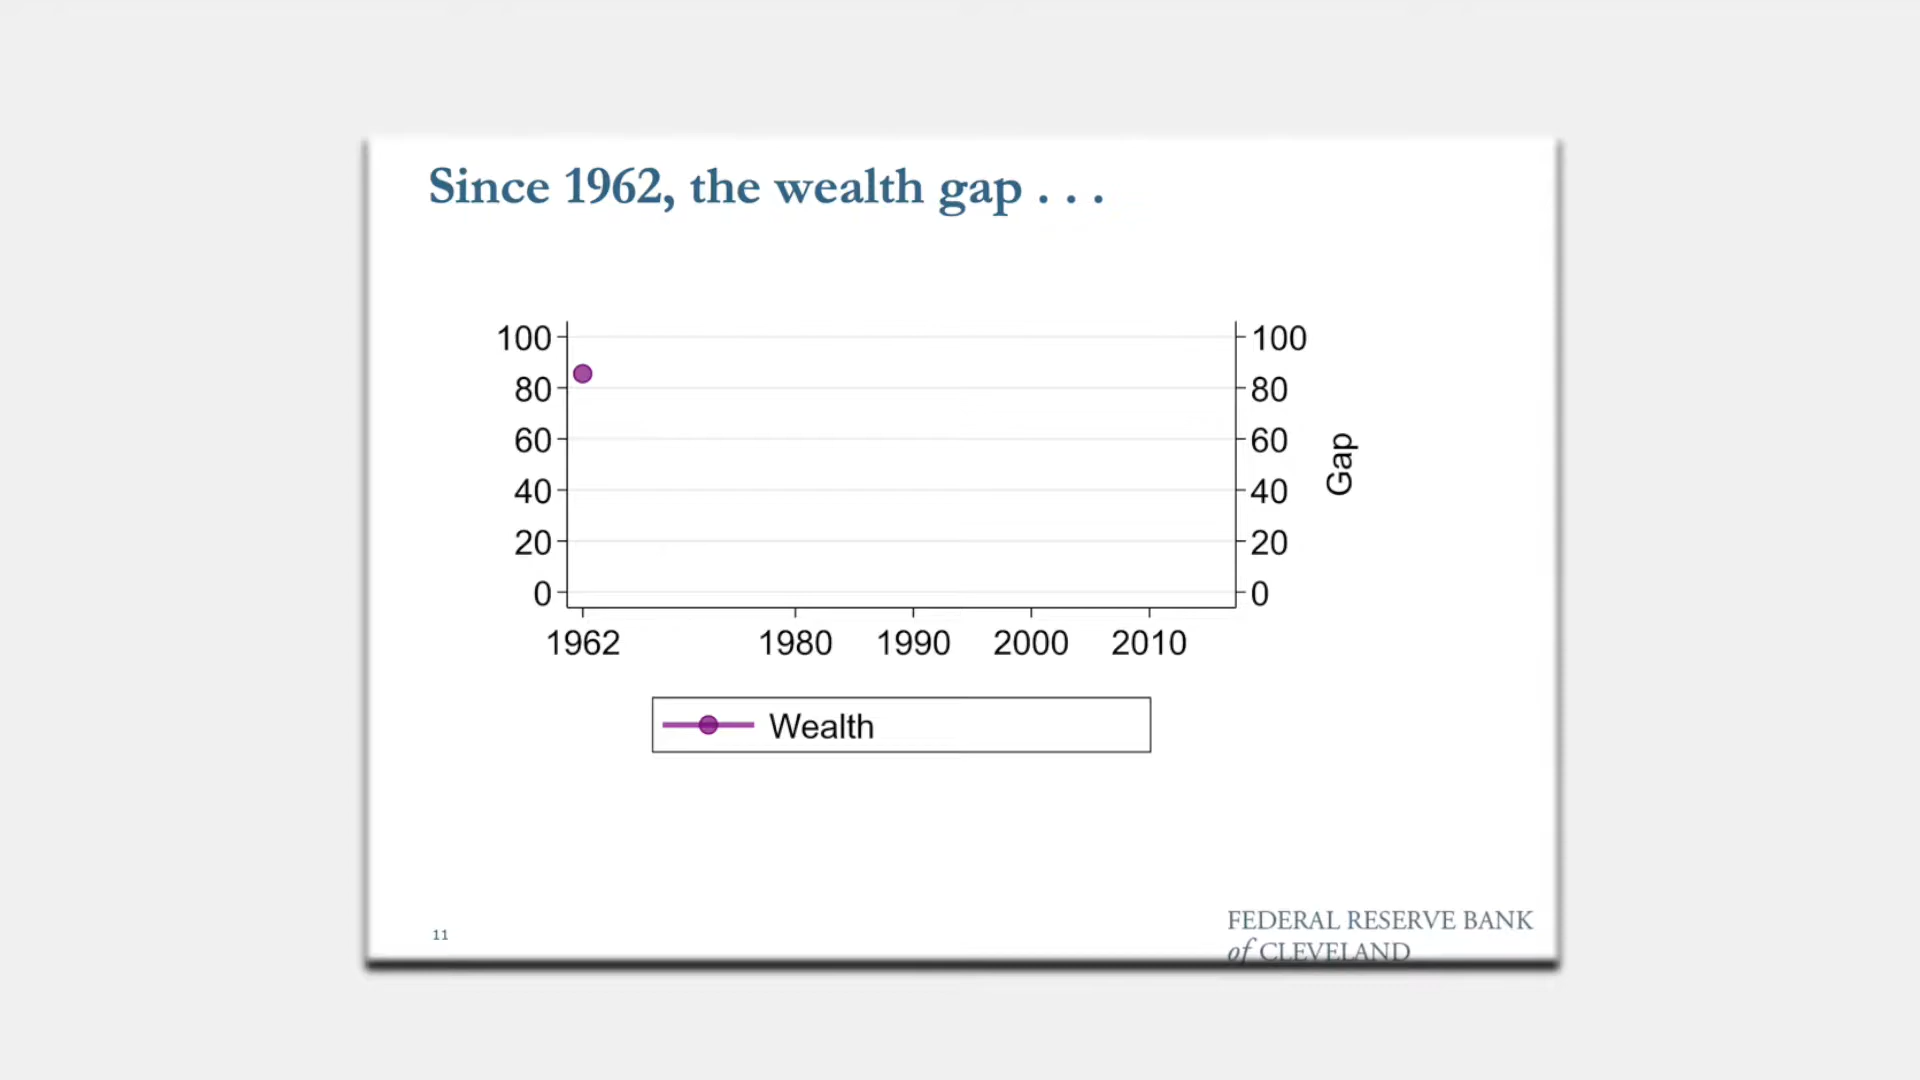 Since 1962, the wealth gap . . .
100 100
80 80
60 60
40 40
20 20
0 0
Gap
1962 1980 1990 2000 2010
Wealth
11
FEDERAL RESERVE BANK
of CLEVELAND